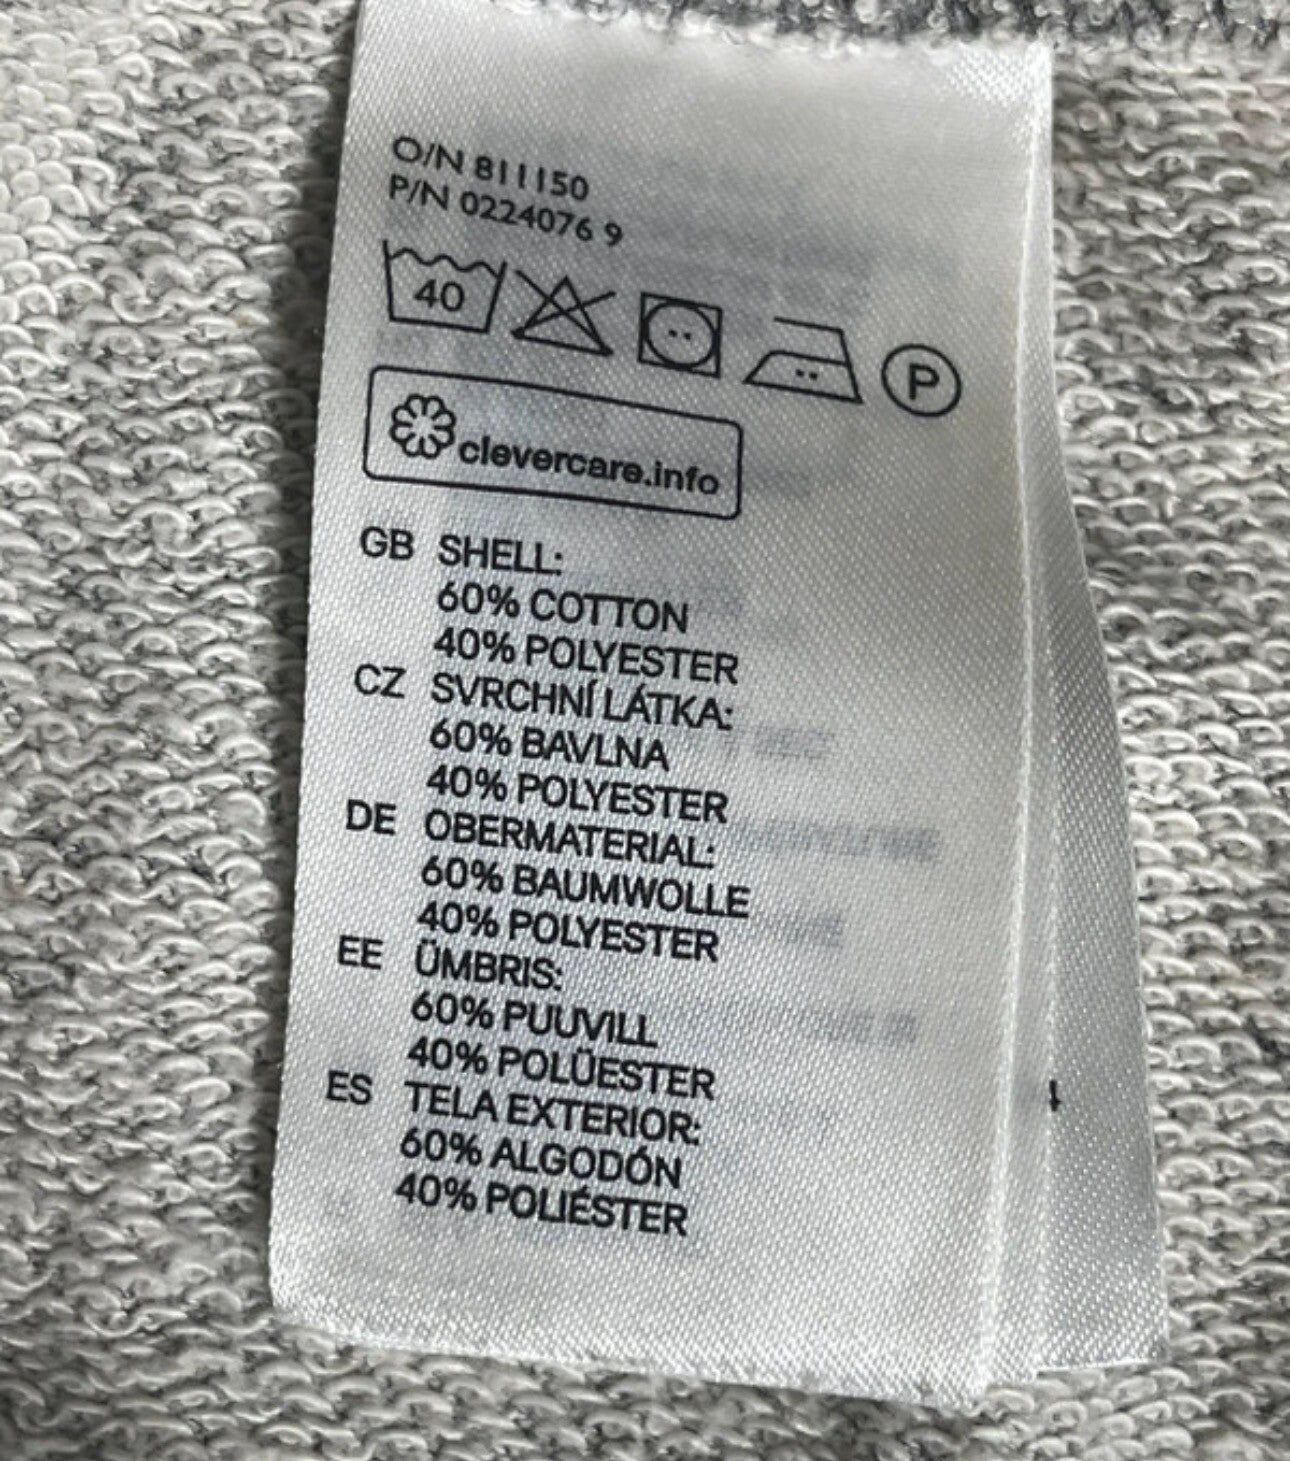 O/N 811150
P/N 0224076 9
40
P
clevercare.info
GB SHELL:
60% COTTON
40% POLYESTER
CZ SVRCHNÍ LÁTKA:
60% BAVLNA
40% POLYESTER
DE OBERMATERIAL:
60% BAUMWOLLE
40% POLYESTER
EE ÜMBRIS:
60% PUUVILL
40% POLÜESTER
ES TELA EXTERIOR:
60% ALGODÓN
40% POLIÉSTER